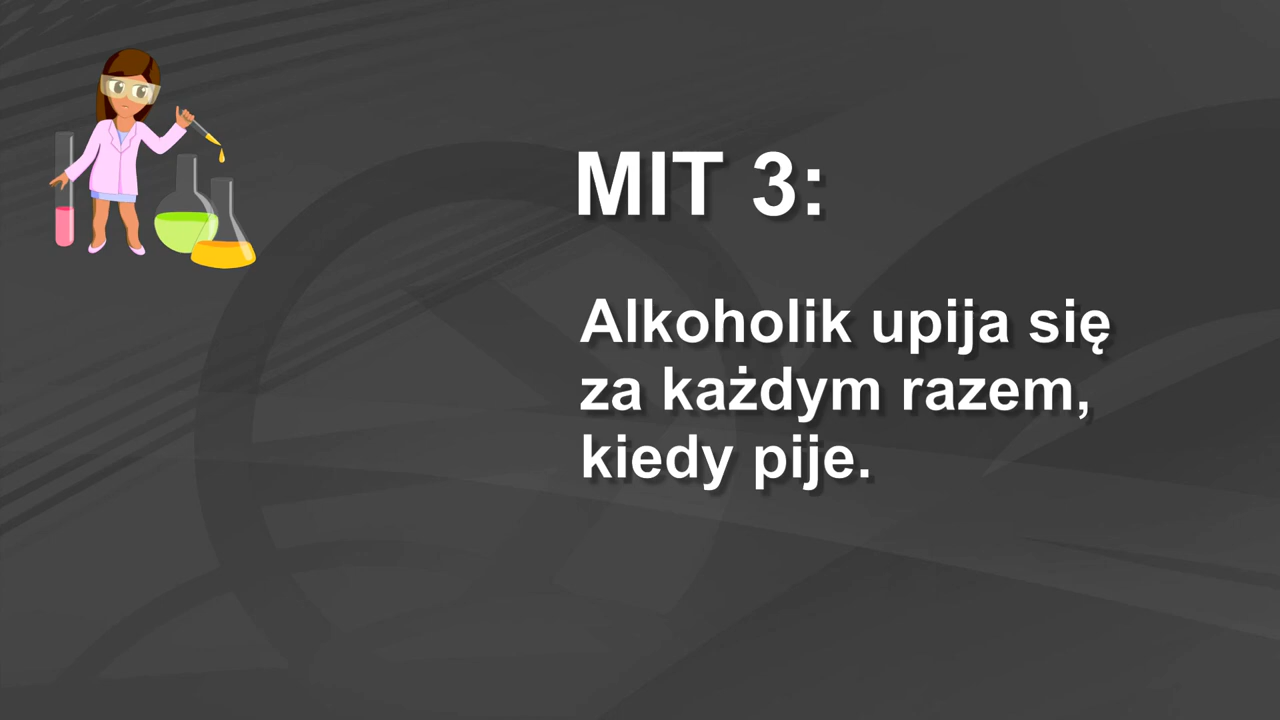 MIT 3:
Alkoholik upija się
za każdym razem,
kiedy pije.